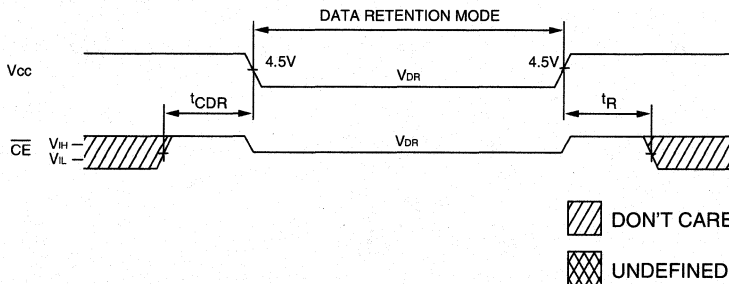 DATA RETENTION MODE
Vcc
4.5V
VDR
4.5V
tCDR
tR
CE
VIH
VIL
VDR
DON'T CARE
UNDEFINED